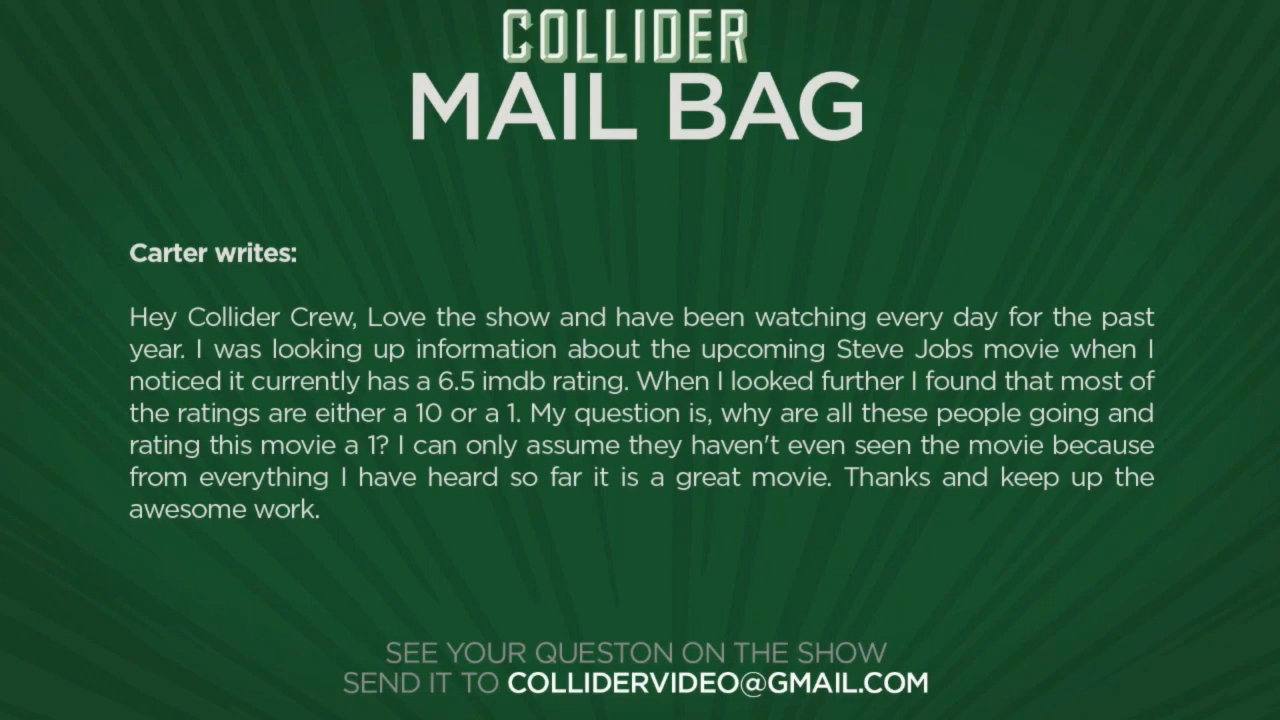 COLLIDER
MAIL BAG
Carter writes:
Hey Collider Crew, Love the show and have been watching every day for the past
year. I was looking up information about the upcoming Steve Jobs movie when I
noticed it currently has a 6.5 imdb rating. When I looked further I found that most of
the ratings are either a 10 or a 1. My question is, why are all these people going and
rating this movie a 1? I can only assume they haven't even seen the movie because
from everything I have heard so far it is a great movie. Thanks and keep up the
awesome work.
SEE YOUR QUESTON ON THE SHOW
SEND IT TO COLLIDERVIDEO@GMAIL.COM